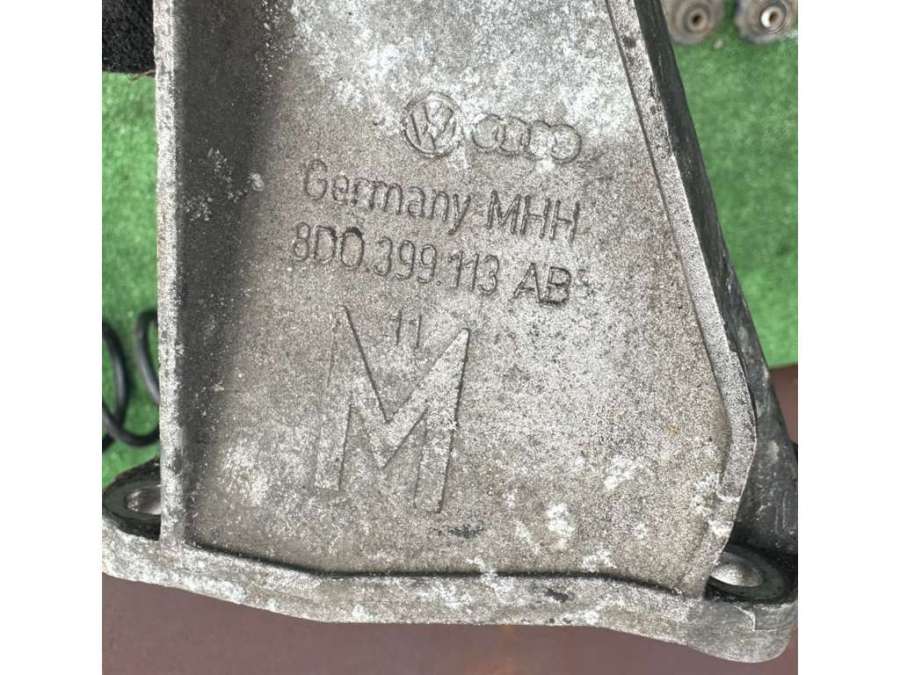 Germany MHH
8D0.399.113 AB
11
M